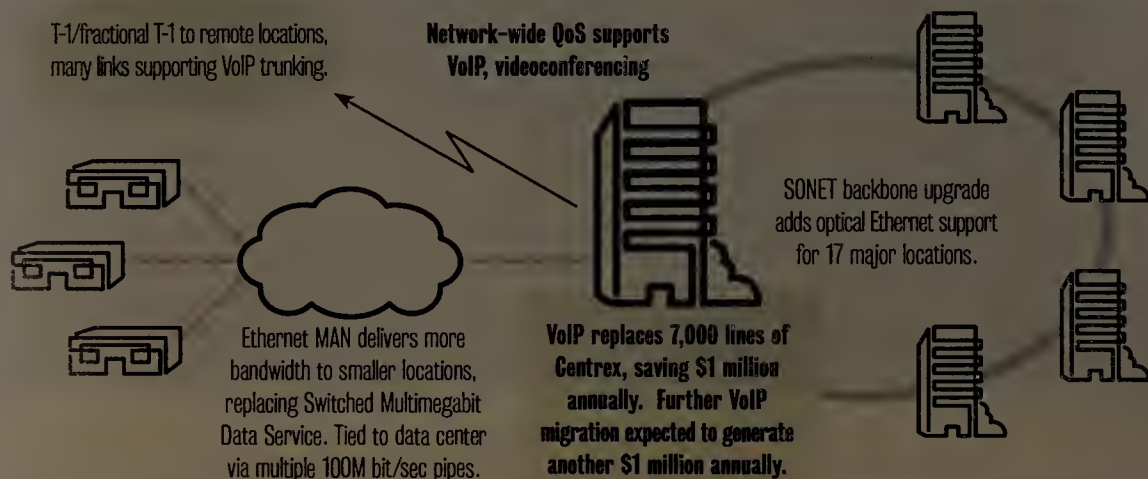 T-1/fractional T-1 to remote locations,
many links supporting VoIP trunking.
Network-wide QoS supports
VoIP, videoconferencing
SONET backbone upgrade
adds optical Ethernet support
for 17 major locations.
Ethernet MAN delivers more
bandwidth to smaller locations,
replacing Switched Multimegabit
Data Service. Tied to data center
via multiple 100M bit/sec pipes.
VoIP replaces 7,000 lines of
Centrex, saving $1 million
annually. Further VoIP
migration expected to generate
another $1 million annually.